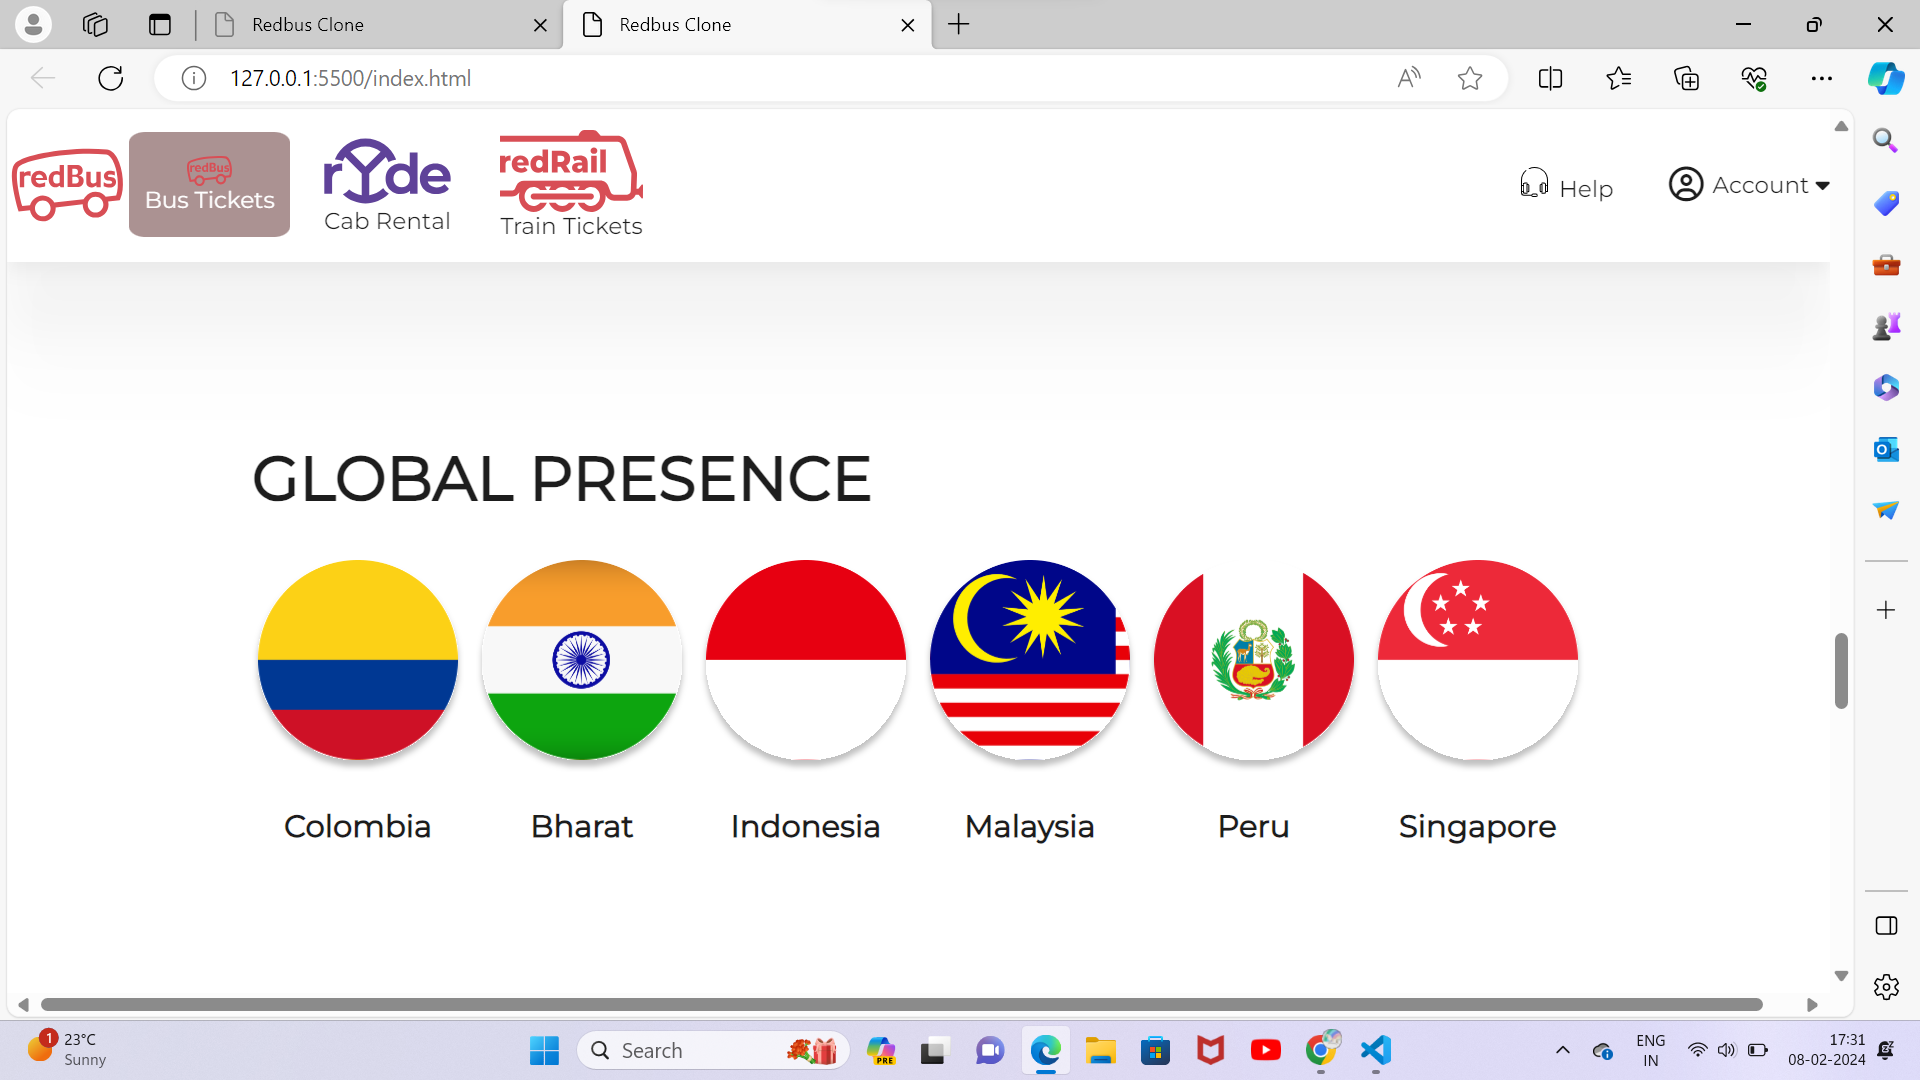 Redbus Clone
Redbus Clone
127.0.0.1:5500/index.html
redBus
redBus
Bus Tickets
rYde
Cab Rental
redRail
Train Tickets
Help
Account
GLOBAL PRESENCE
Colombia
Bharat
Indonesia
Malaysia
Peru
Singapore
1
23°C
Sunny
Search
PRE
ENG
IN
17:31
08-02-2024